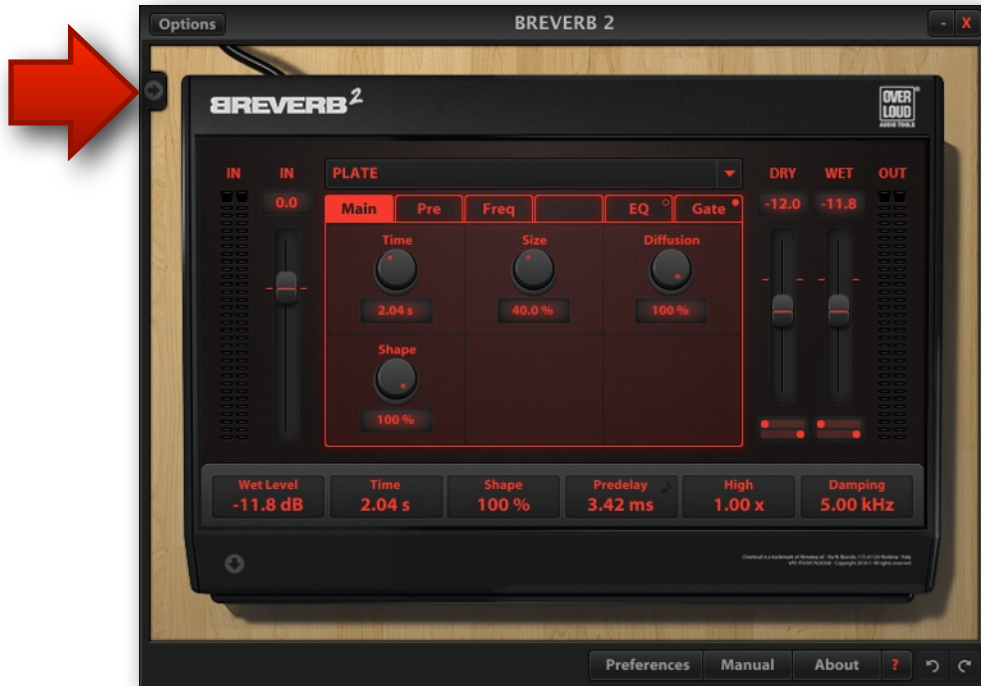 Options
BREVERB 2
- X
BREVERB 2
OVER
LOUD
AUDIO TOOLS
IN IN PLATE DRY WET OUT
0.0 Main Pre Freq EQ Gate -12.0 -11.8
Time Size Diffusion
2.04 s 40.0 % 100 %
Shape
100 %
Wet Level Time Shape Predelay High Damping
-11.8 dB 2.04 s 100 % 3.42 ms 1.00 x 5.00 kHz
Preferences Manual About ?